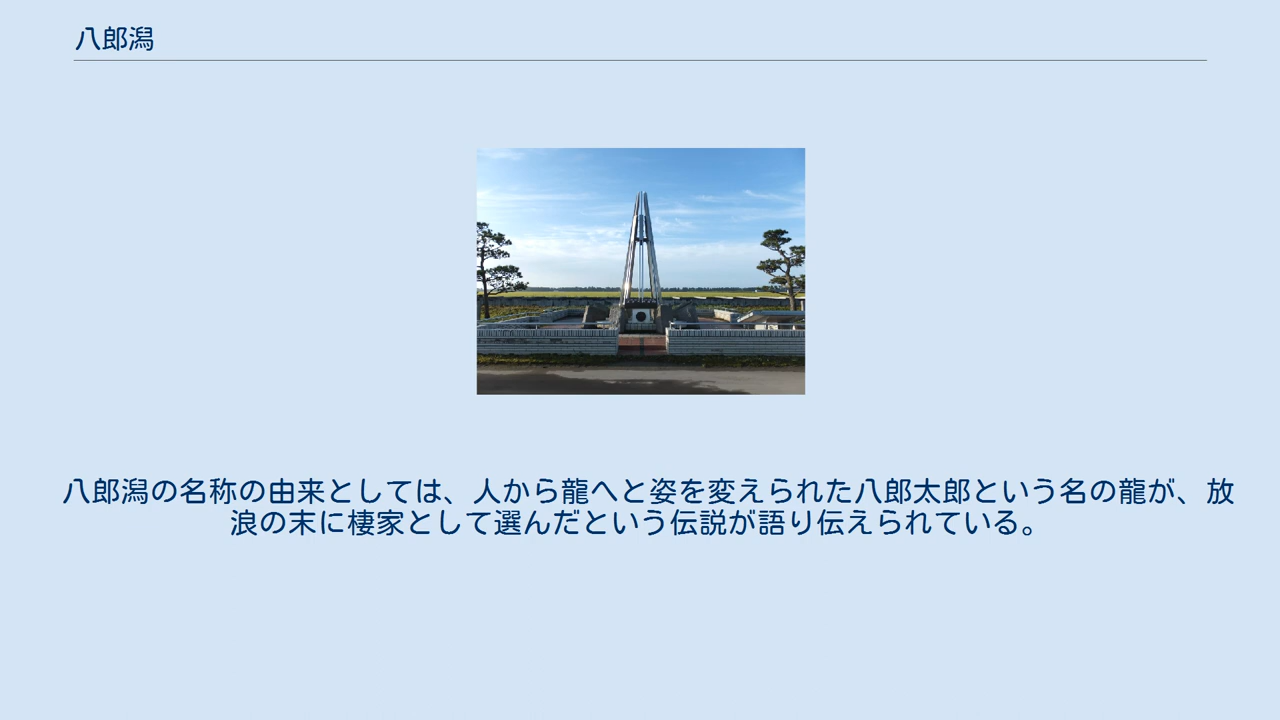 八郎潟
八郎潟の名称の由来としては、人から龍へと姿を変えられた八郎太郎という名の龍が、放
浪の末に棲家として選んだという伝説が語り伝えられている。